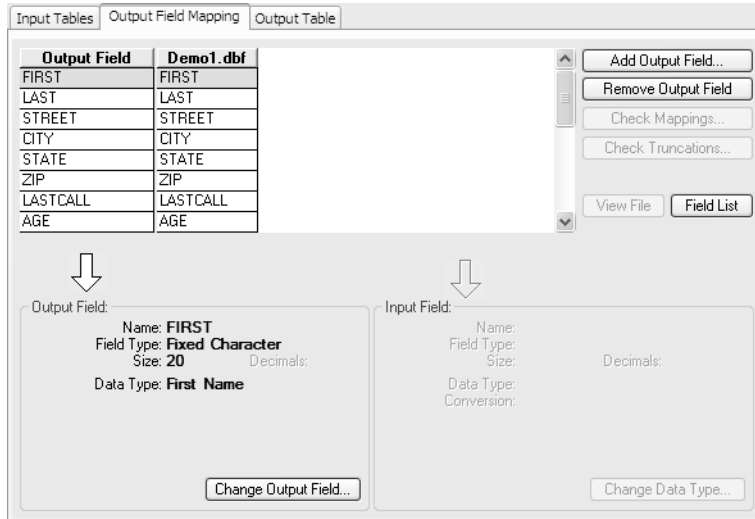 Input Tables Output Field Mapping Output Table
Output Field Demo1.dbf
FIRST FIRST
LAST LAST
STREET STREET
CITY CITY
STATE STATE
ZIP ZIP
LASTCALL LASTCALL
AGE AGE
Add Output Field...
Remove Output Field
Check Mappings...
Check Truncations...
View File Field List
Output Field:
Name: FIRST
Field Type: Fixed Character
Size: 20 Decimals:
Data Type: First Name
Change Output Field...
Input Field:
Name:
Field Type:
Size: Decimals:
Data Type:
Conversion:
Change Data Type...